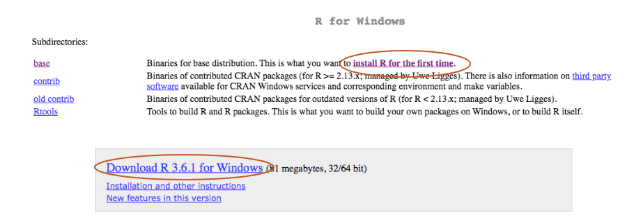 R for Windows
Subdirectories:
base Binaries for base distribution. This is what you want to install R for the first time.
contrib Binaries of contributed CRAN packages (for R >= 2.13.x; managed by Uwe Ligges). There is also information on third party
software available for CRAN Windows services and corresponding environment and make variables.
old contrib Binaries of contributed CRAN packages for outdated versions of R (for R < 2.13.x; managed by Uwe Ligges).
Rtools Tools to build R and R packages. This is what you want to build your own packages on Windows, or to build R itself.
Download R 3.6.1 for Windows (81 megabytes, 32/64 bit)
Installation and other instructions
New features in this version